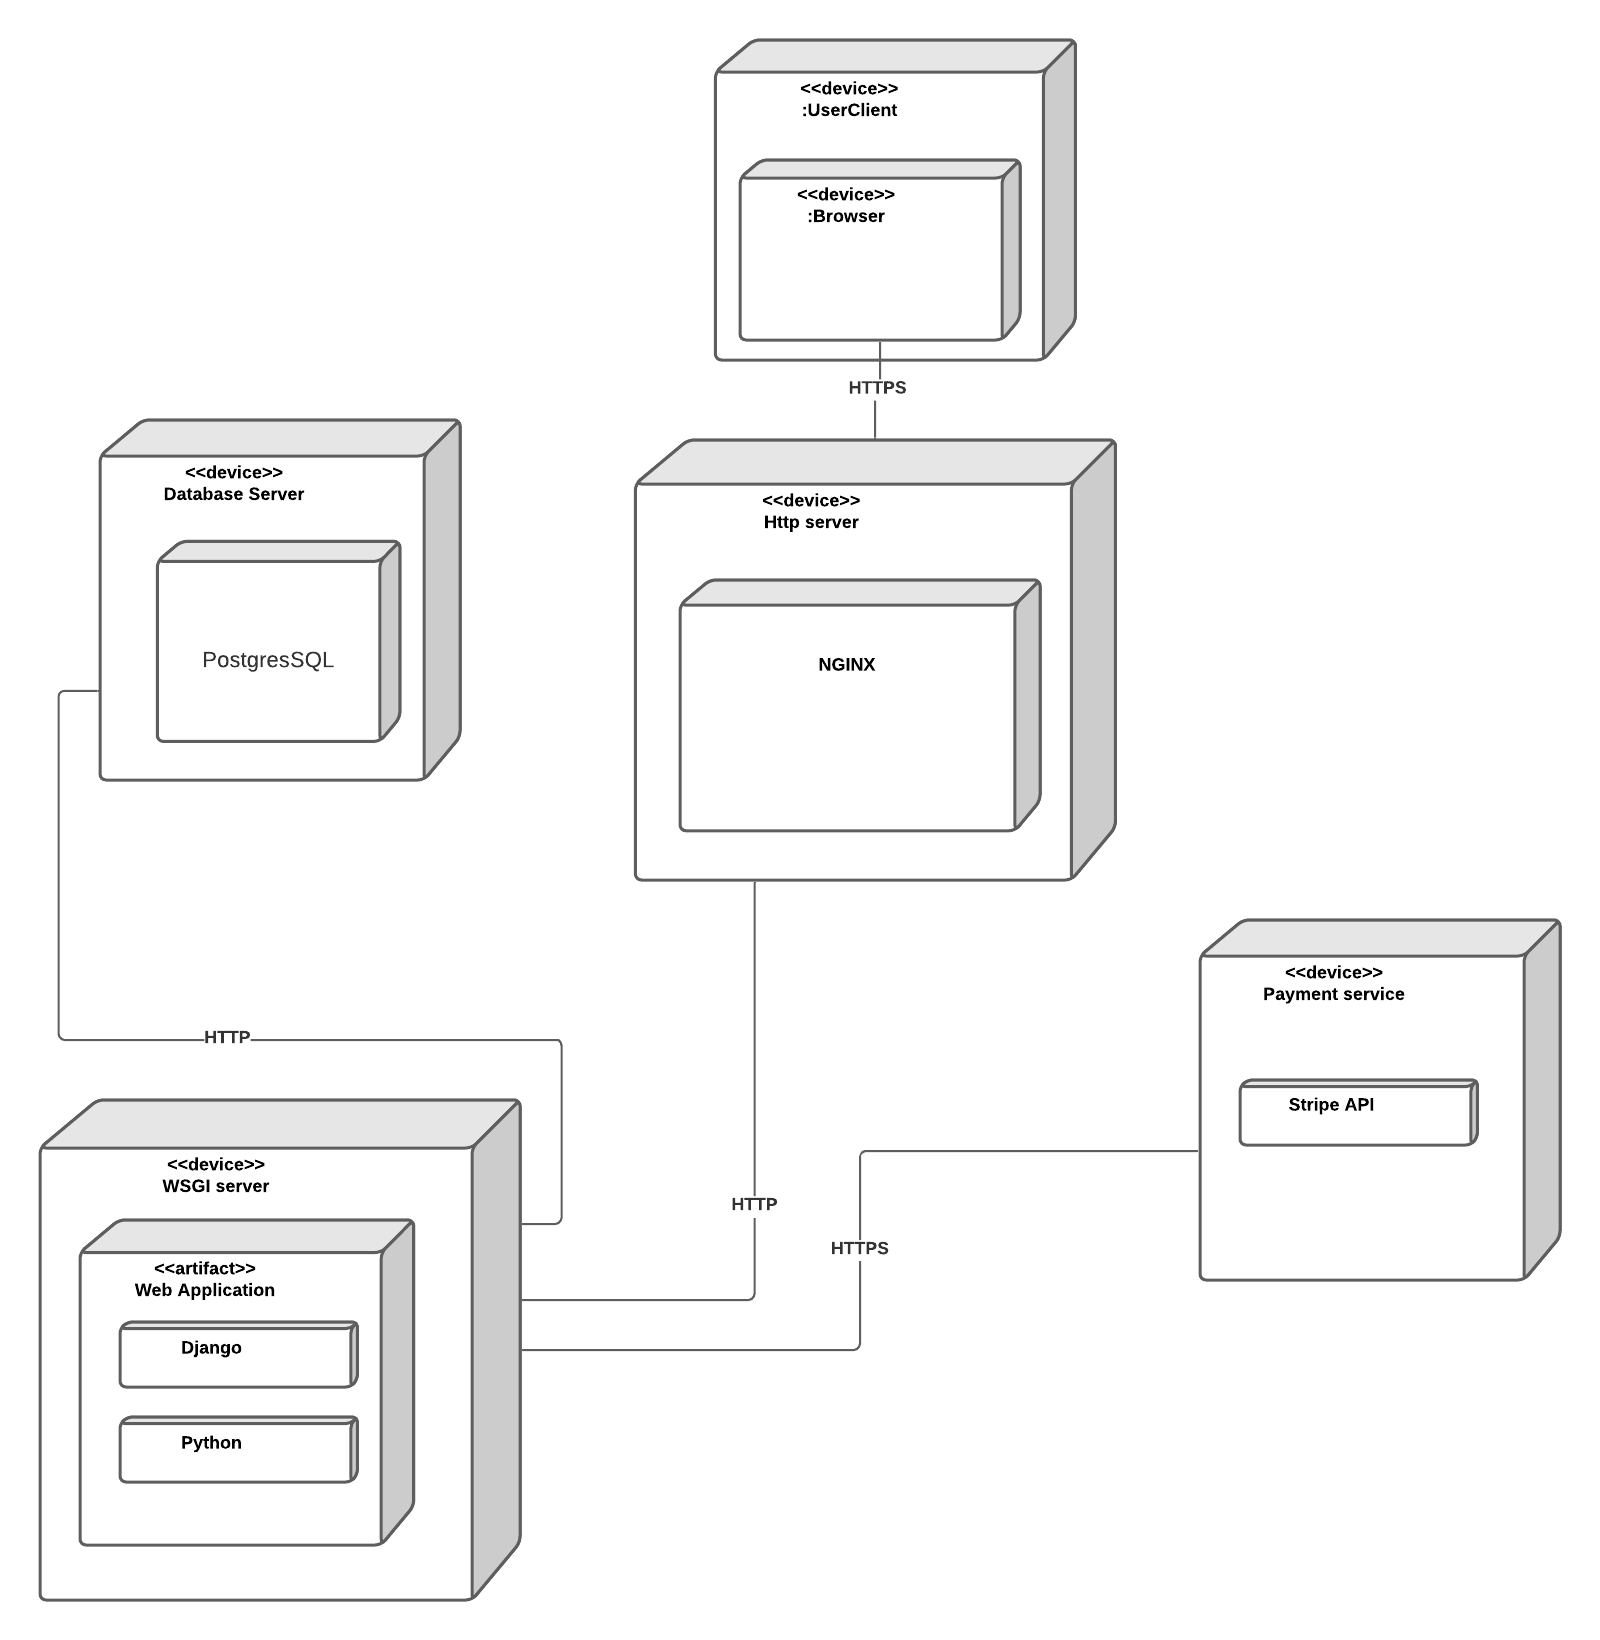 <<device>>
:UserClient
<<device>>
:Browser
HTTPS
<<device>>
Database Server
PostgresSQL
<<device>>
Http server
NGINX
<<device>>
Payment service
Stripe API
HTTP
<<device>>
WSGI server
<<artifact>>
Web Application
Django
Python
HTTP
HTTPS